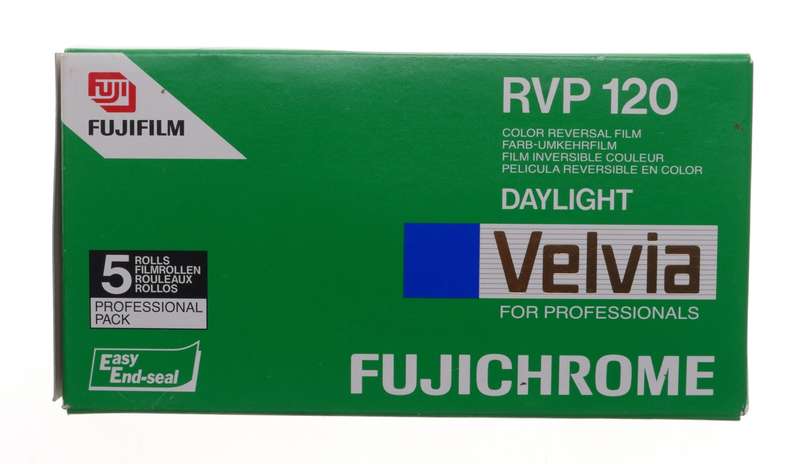 FUJI
FUJIFILM
RVP 120
COLOR REVERSAL FILM
FARB-UMKEHRFILM
FILM INVERSIBLE COULEUR
PELICULA REVERSIBLE EN COLOR
DAYLIGHT
Velvia
FOR PROFESSIONALS
5 ROLLS
FILMROLLEN
ROULEAUX
ROLLOS
PROFESSIONAL
PACK
Easy
End-seal
FUJICHROME